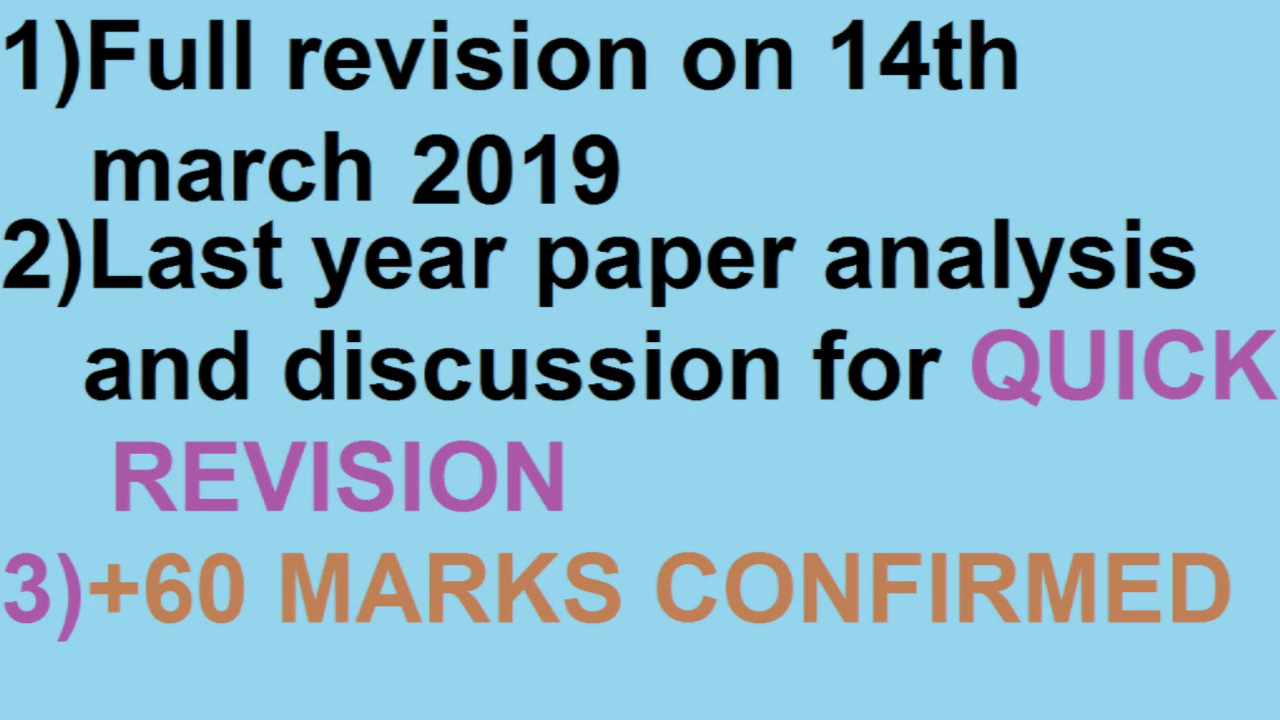 1)Full revision on 14th
march 2019
2)Last year paper analysis
and discussion for QUICK
REVISION
3)+60 MARKS CONFIRMED